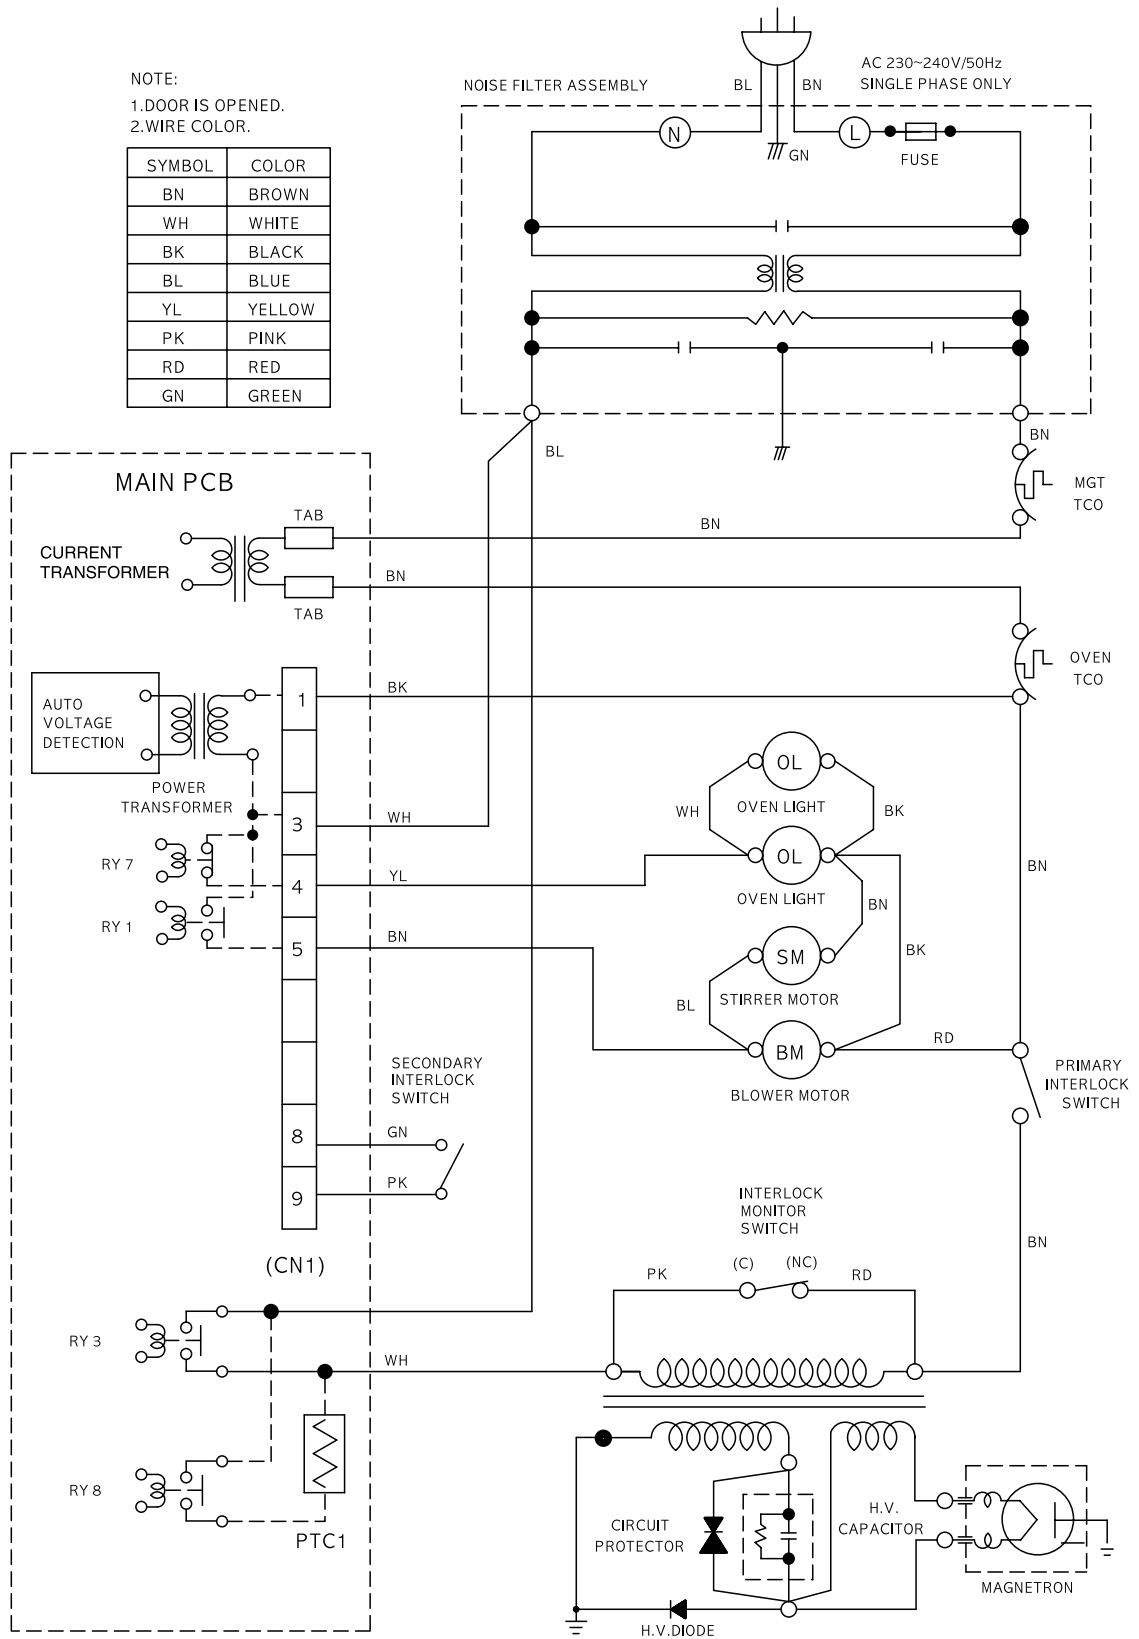 NOTE:
1.DOOR IS OPENED.
2.WIRE COLOR.
SYMBOL COLOR
BN BROWN
WH WHITE
BK BLACK
BL BLUE
YL YELLOW
PK PINK
RD RED
GN GREEN
NOISE FILTER ASSEMBLY
AC 230~240V/50Hz
SINGLE PHASE ONLY
BL
BN
N
L
GN
FUSE
BL
BN
MGT
TCO
MAIN PCB
TAB
BN
CURRENT
TRANSFORMER
BN
TAB
OVEN
TCO
AUTO
VOLTAGE
DETECTION
1
BK
POWER
TRANSFORMER
OL
OVEN LIGHT
WH
BK
3
WH
RY 7
4
YL
OL
OVEN LIGHT
BN
BN
RY 1
5
BN
SM
STIRRER MOTOR
BK
BL
BM
BLOWER MOTOR
RD
PRIMARY
INTERLOCK
SWITCH
SECONDARY
INTERLOCK
SWITCH
8
GN
9
PK
(CN1)
INTERLOCK
MONITOR
SWITCH
BN
PK
(C)
(NC)
RD
RY 3
WH
RY 8
PTC1
CIRCUIT
PROTECTOR
H.V.
CAPACITOR
MAGNETRON
H.V.DIODE